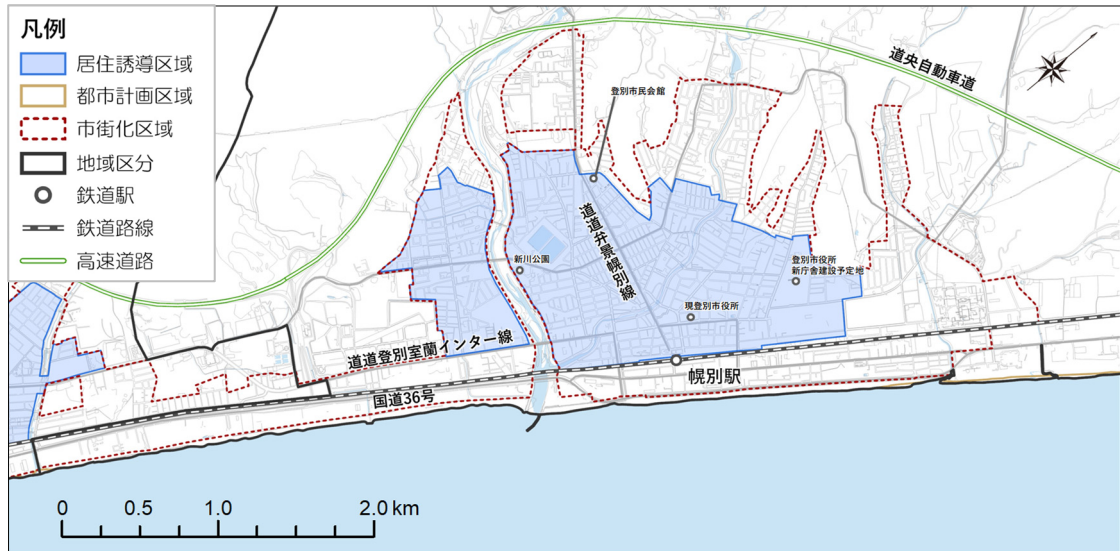 凡例
居住誘導区域
都市計画区域
市街化区域
地域区分
鉄道駅
鉄道路線
高速道路
道央自動車道
登別市民会館
道道弁景幌別線
新川公園
登別市役所
新庁舎建設予定地
現登別市役所
道道登別室蘭インター線
幌別駅
国道36号
0 0.5 1.0 2.0 km